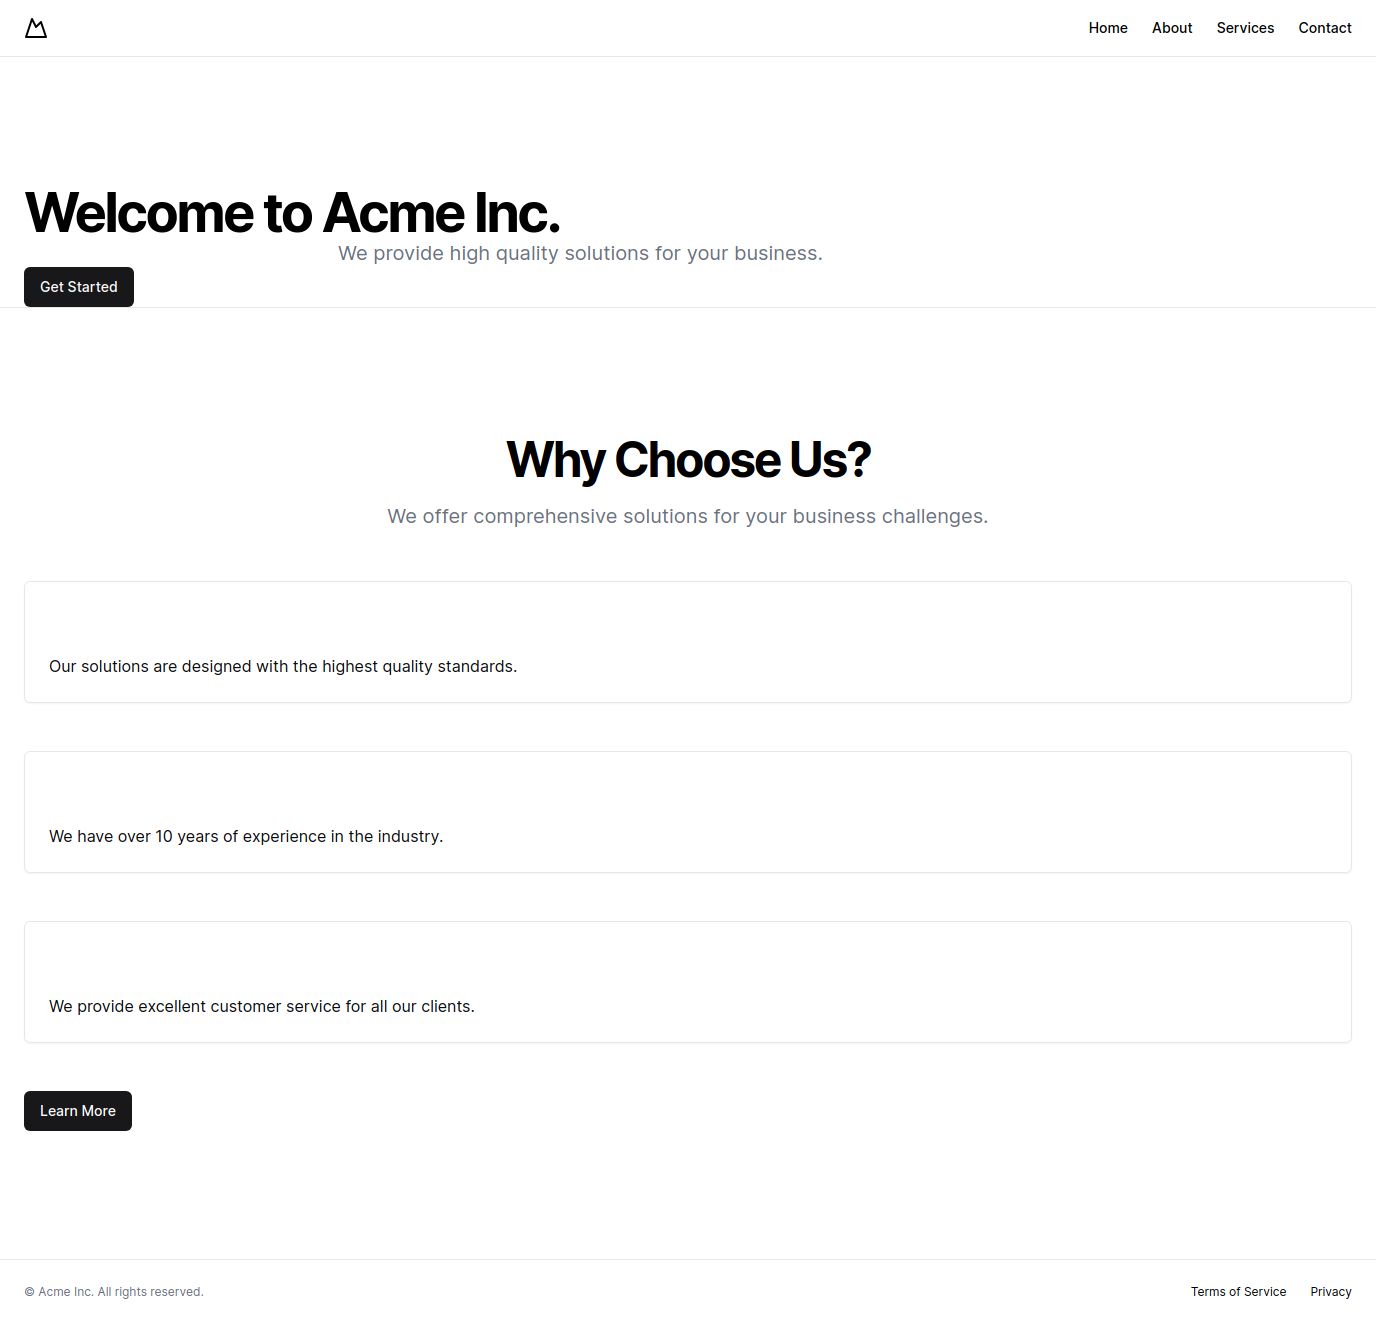 Home About Services Contact
Welcome to Acme Inc.
We provide high quality solutions for your business.
Get Started
Why Choose Us?
We offer comprehensive solutions for your business challenges.
Our solutions are designed with the highest quality standards.
We have over 10 years of experience in the industry.
We provide excellent customer service for all our clients.
Learn More
© Acme Inc. All rights reserved.
Terms of Service Privacy